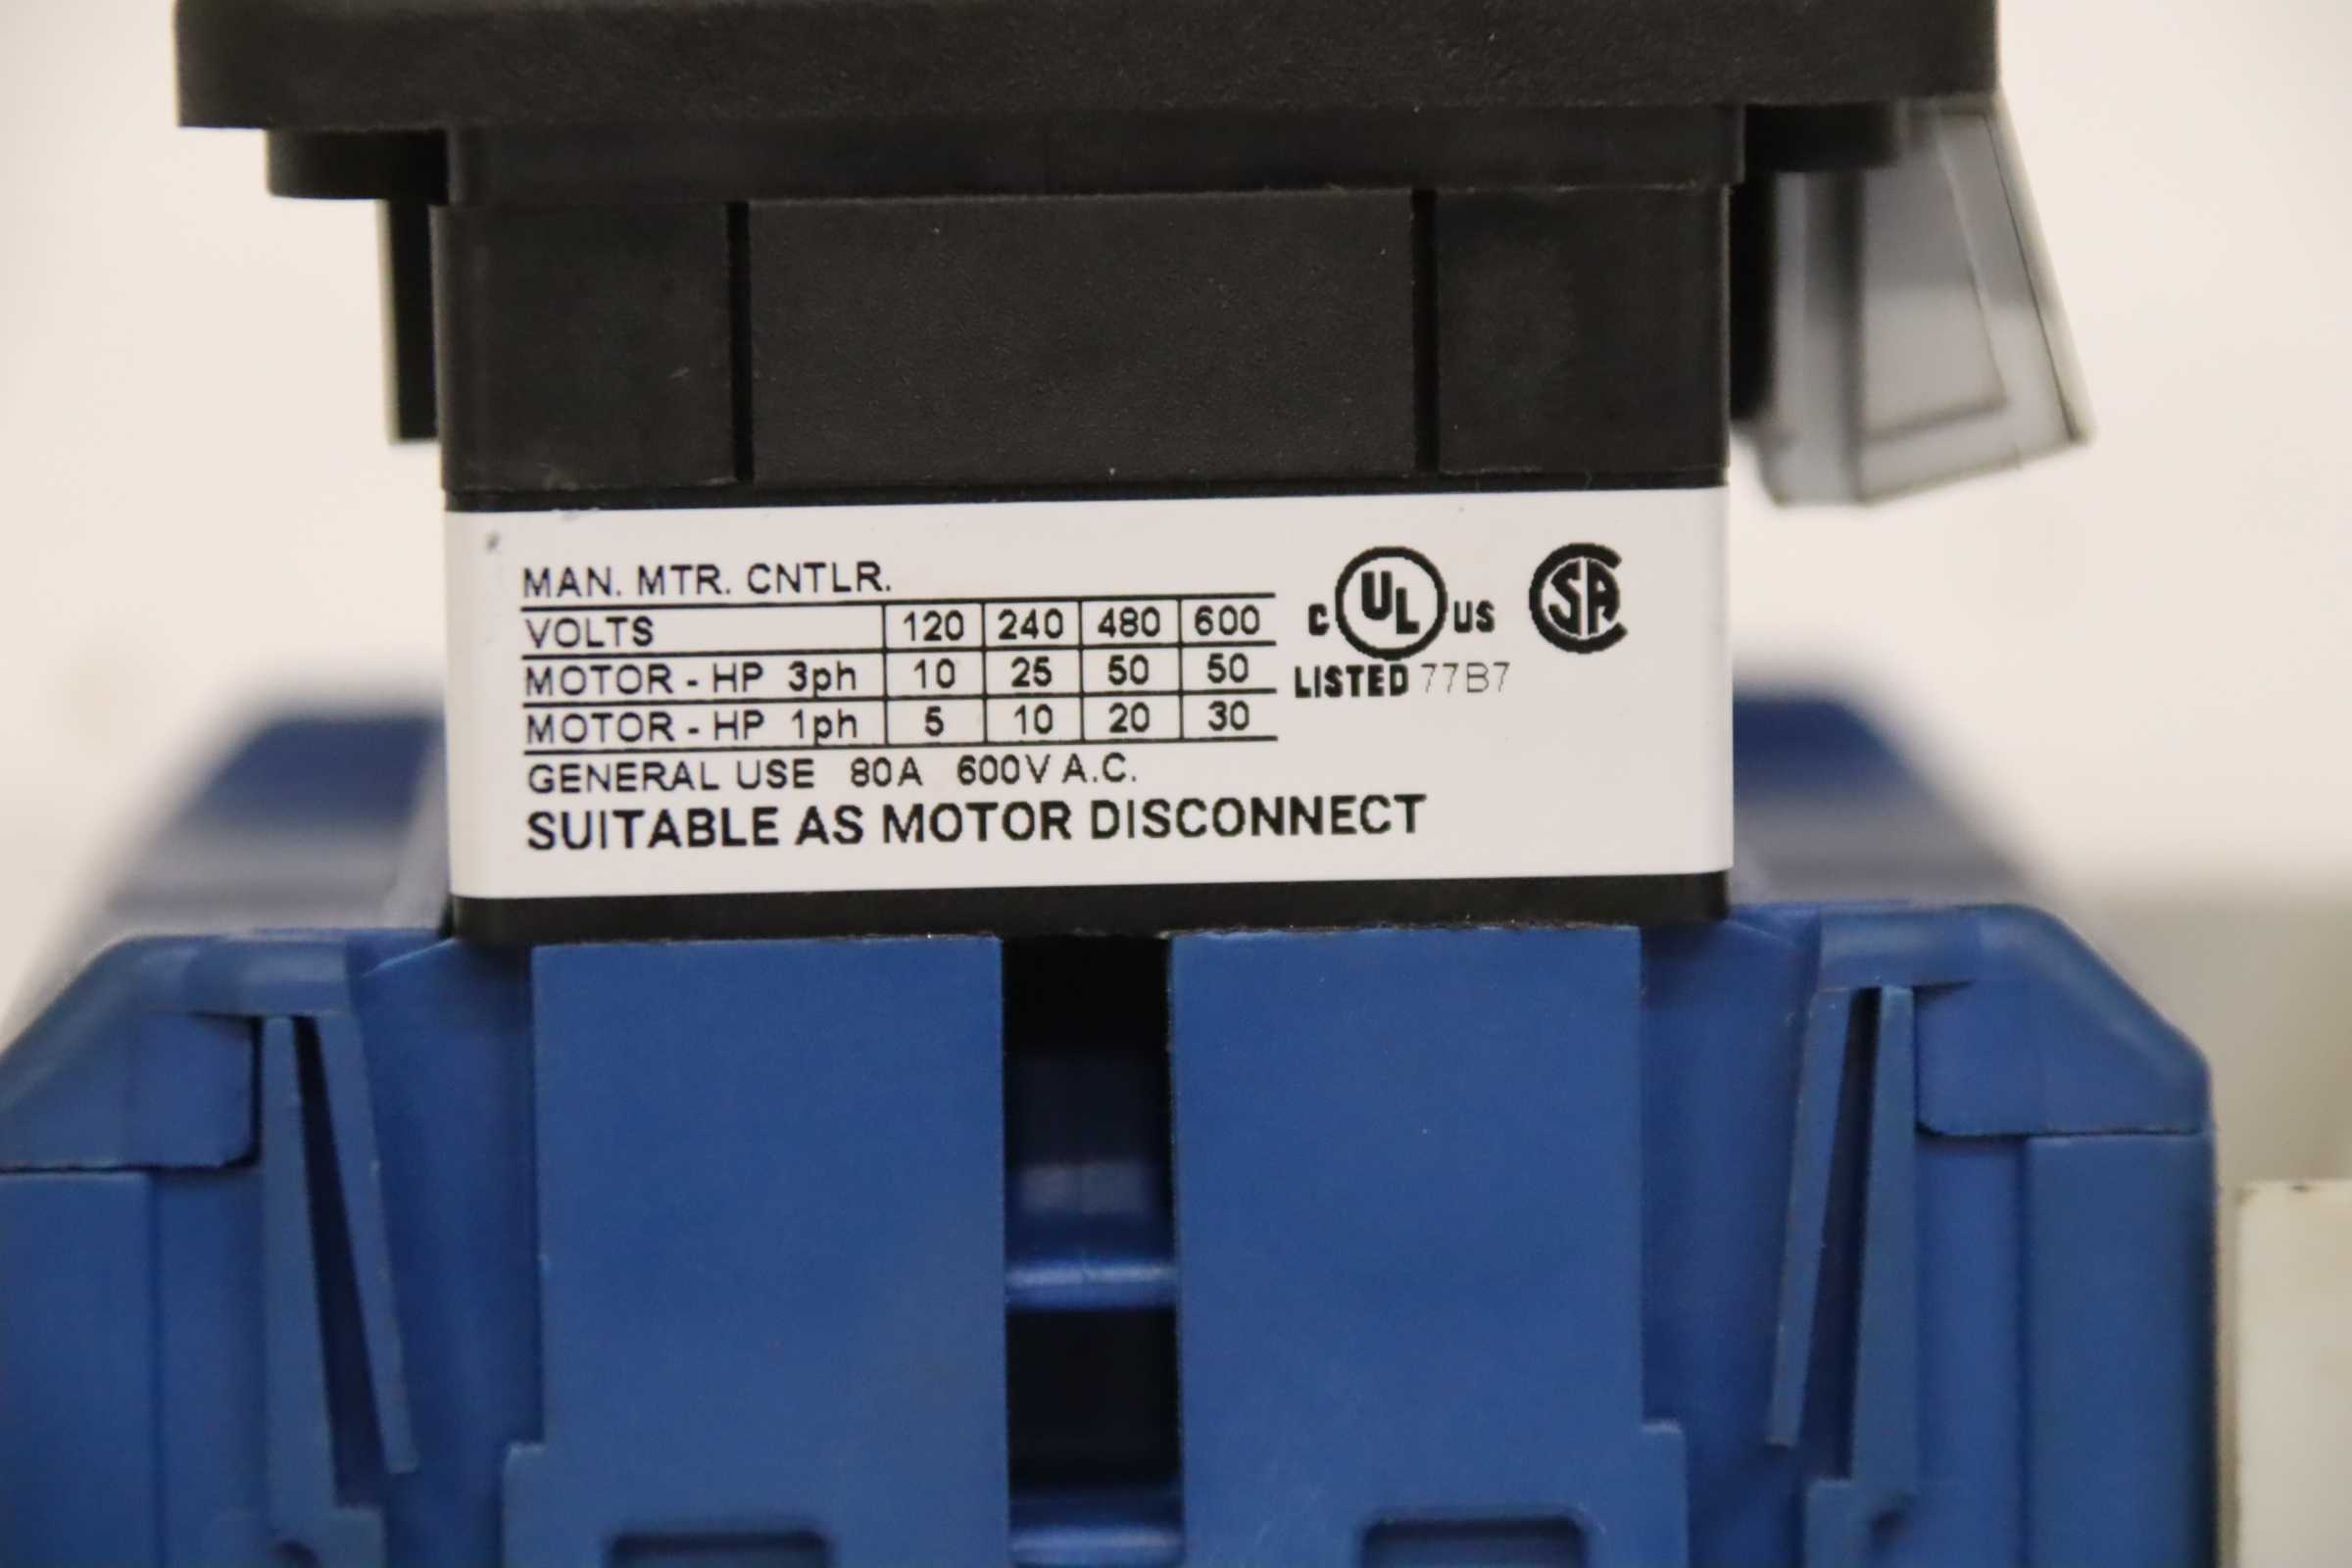 MAN. MTR. CNTLR.
VOLTS 120 240 480 600
MOTOR - HP 3ph 10 25 50 50
MOTOR - HP 1ph 5 10 20 30
GENERAL USE 80A 600V A.C.
SUITABLE AS MOTOR DISCONNECT
C UL US SA
LISTED 77B7